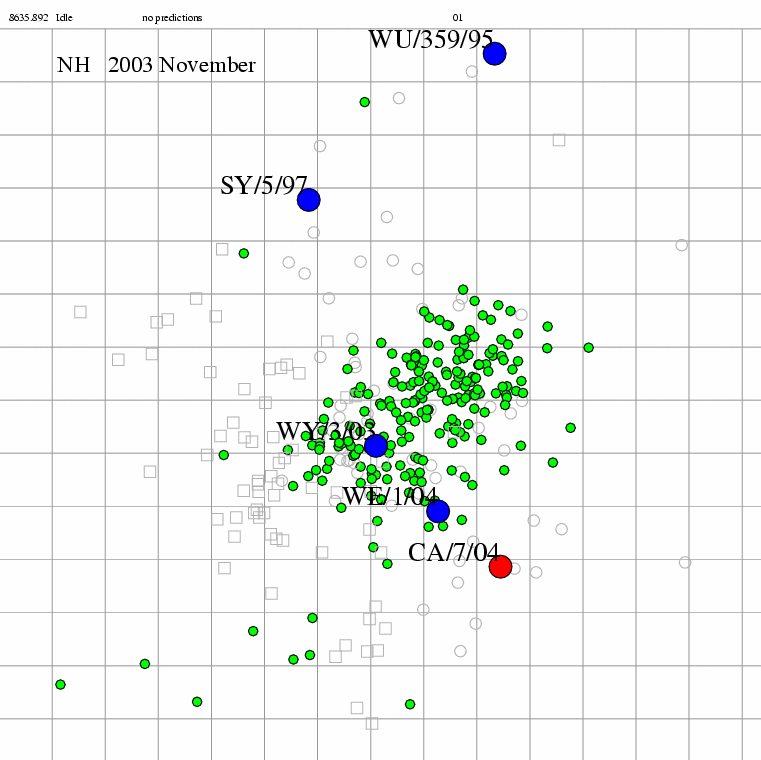 8635.892 Idle no predictions 01
WU/359/95
NH 2003 November
SY/5/97
WY/3/03
WE/1/04
CA/7/04